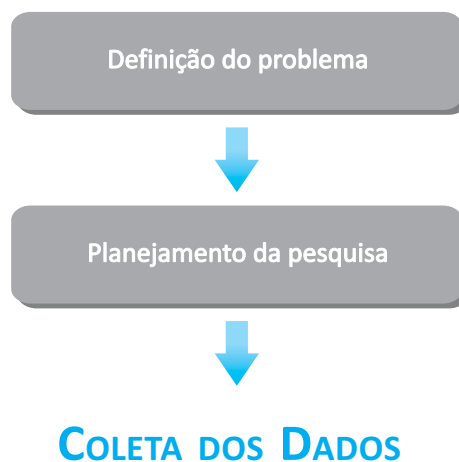 Definição do problema
Planejamento da pesquisa
Coleta dos Dados